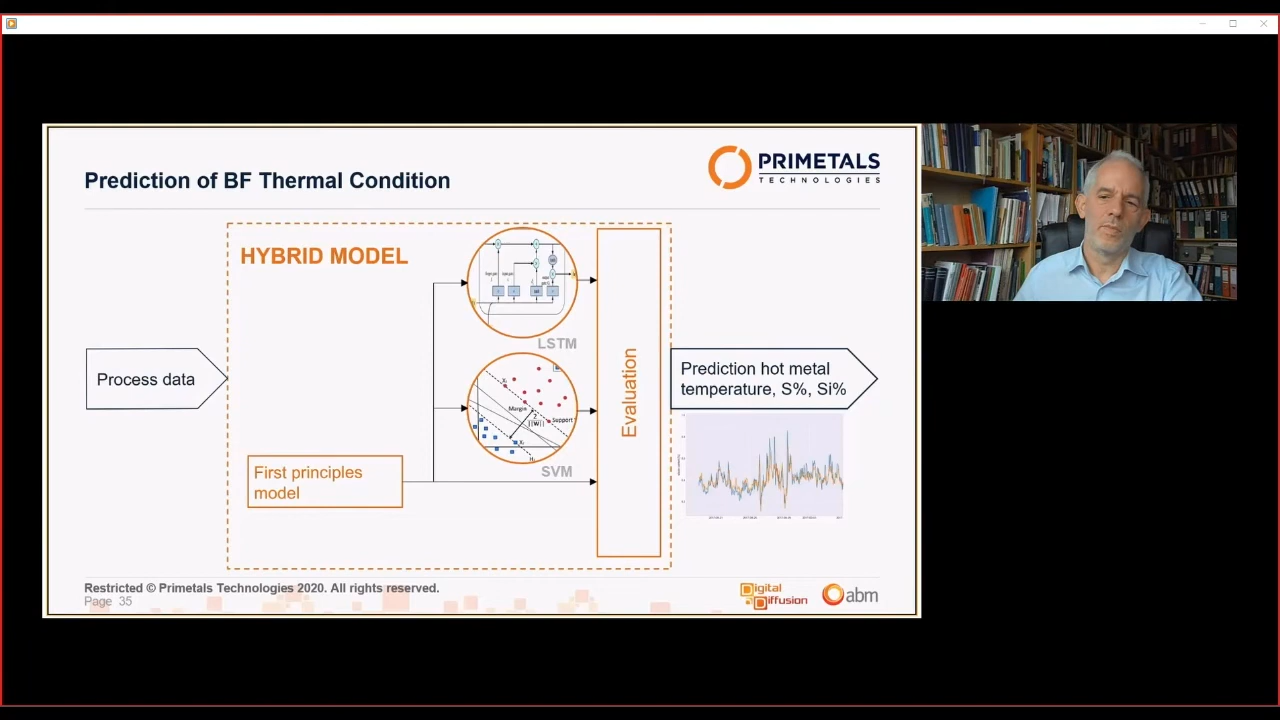 Prediction of BF Thermal Condition
PRIMETALS
TECHNOLOGIES
HYBRID MODEL
LSTM
Process data
Margin
Support
SVM
First principles
model
Evaluation
Prediction hot metal
temperature, S%, Si%
Restricted © Primetals Technologies 2020. All rights reserved.
Page 35
Digital
Diffusion
abm